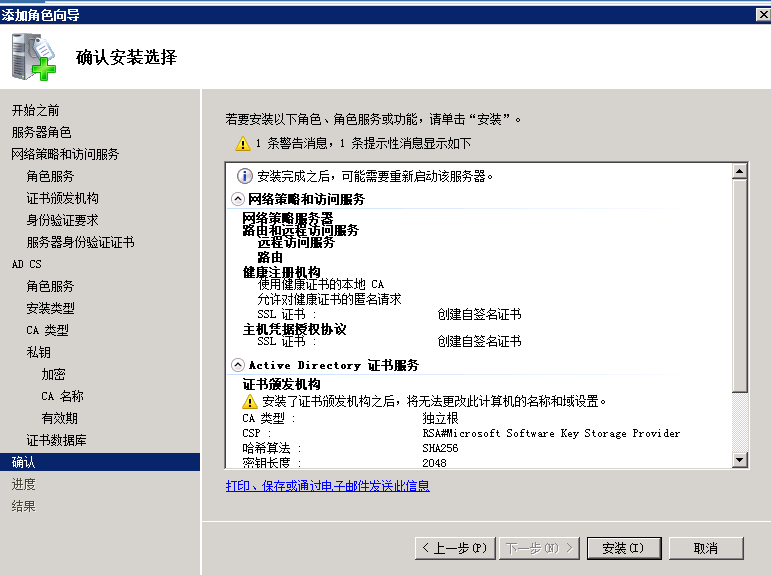 添加角色向导
确认安装选择
开始之前
服务器角色
网络策略和访问服务
角色服务
证书颁发机构
身份验证要求
服务器身份验证证书
AD CS
角色服务
安装类型
CA 类型
私钥
加密
CA 名称
有效期
证书数据库
确认
进度
结果
若要安装以下角色、角色服务或功能，请单击“安装”。
1 条警告消息，1 条提示性消息显示如下
安装完成之后，可能需要重新启动该服务器。
网络策略和访问服务
网络策略服务器
路由和远程访问服务
远程访问服务
路由
健康注册机构
使用健康证书的本地 CA
允许对健康证书的匿名请求
SSL 证书 : 创建自签名证书
主机凭据授权协议
SSL 证书 : 创建自签名证书
Active Directory 证书服务
证书颁发机构
安装了证书颁发机构之后，将无法更改此计算机的名称和域设置。
CA 类型 : 独立根
CSP : RSA#Microsoft Software Key Storage Provider
哈希算法 : SHA256
密钥长度 : 2048
打印、保存或通过电子邮件发送此信息
< 上一步(P) 下一步(N) > 安装(I) 取消